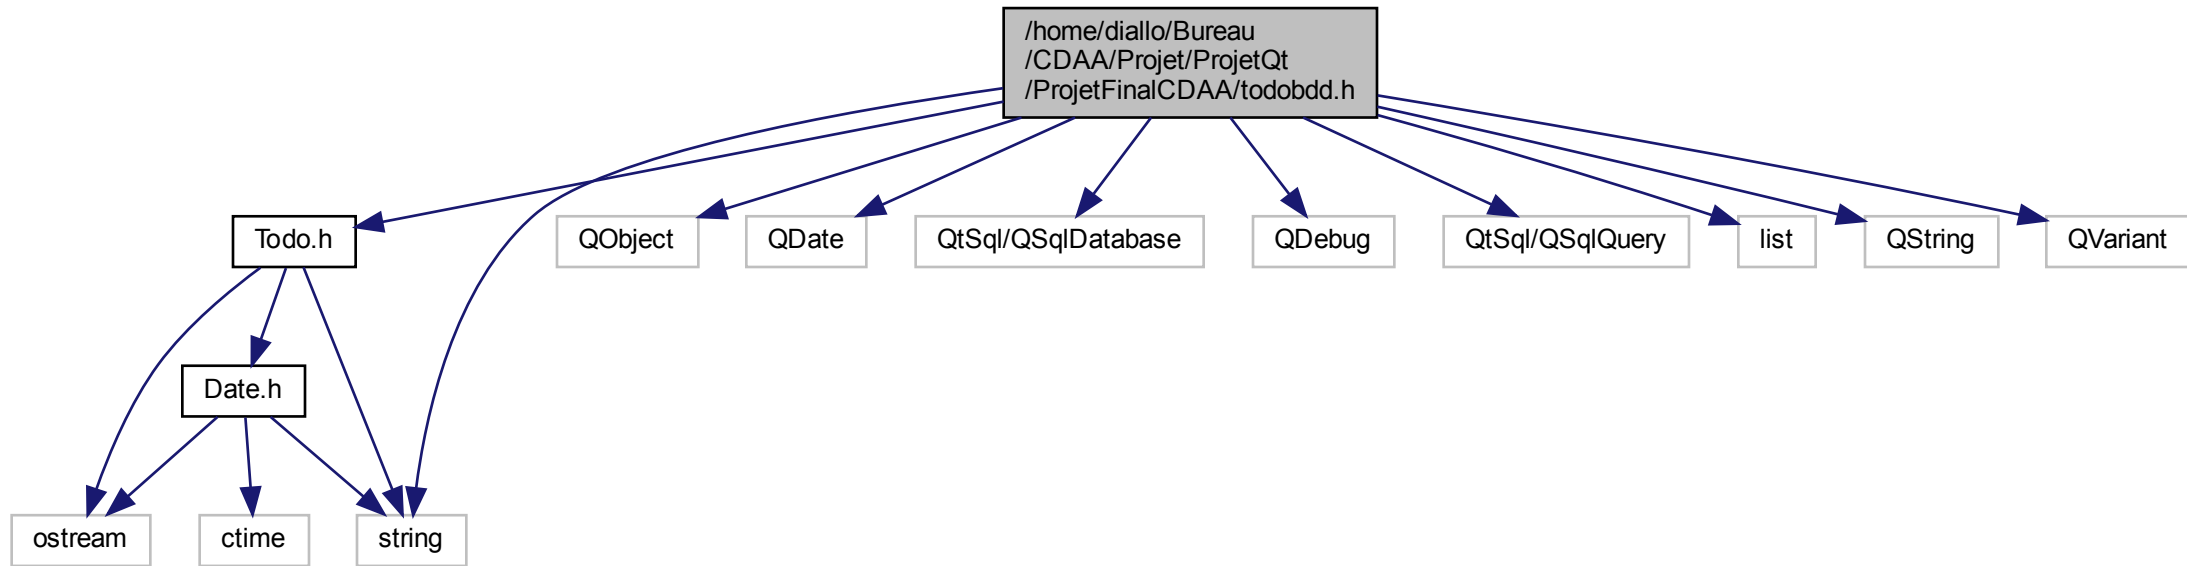 /home/diallo/Bureau
/CDAA/Projet/ProjetQt
/ProjetFinalCDAA/todobdd.h
Todo.h
QObject
QDate
QtSql/QSqlDatabase
QDebug
QtSql/QSqlQuery
list
QString
QVariant
Date.h
ostream
ctime
string